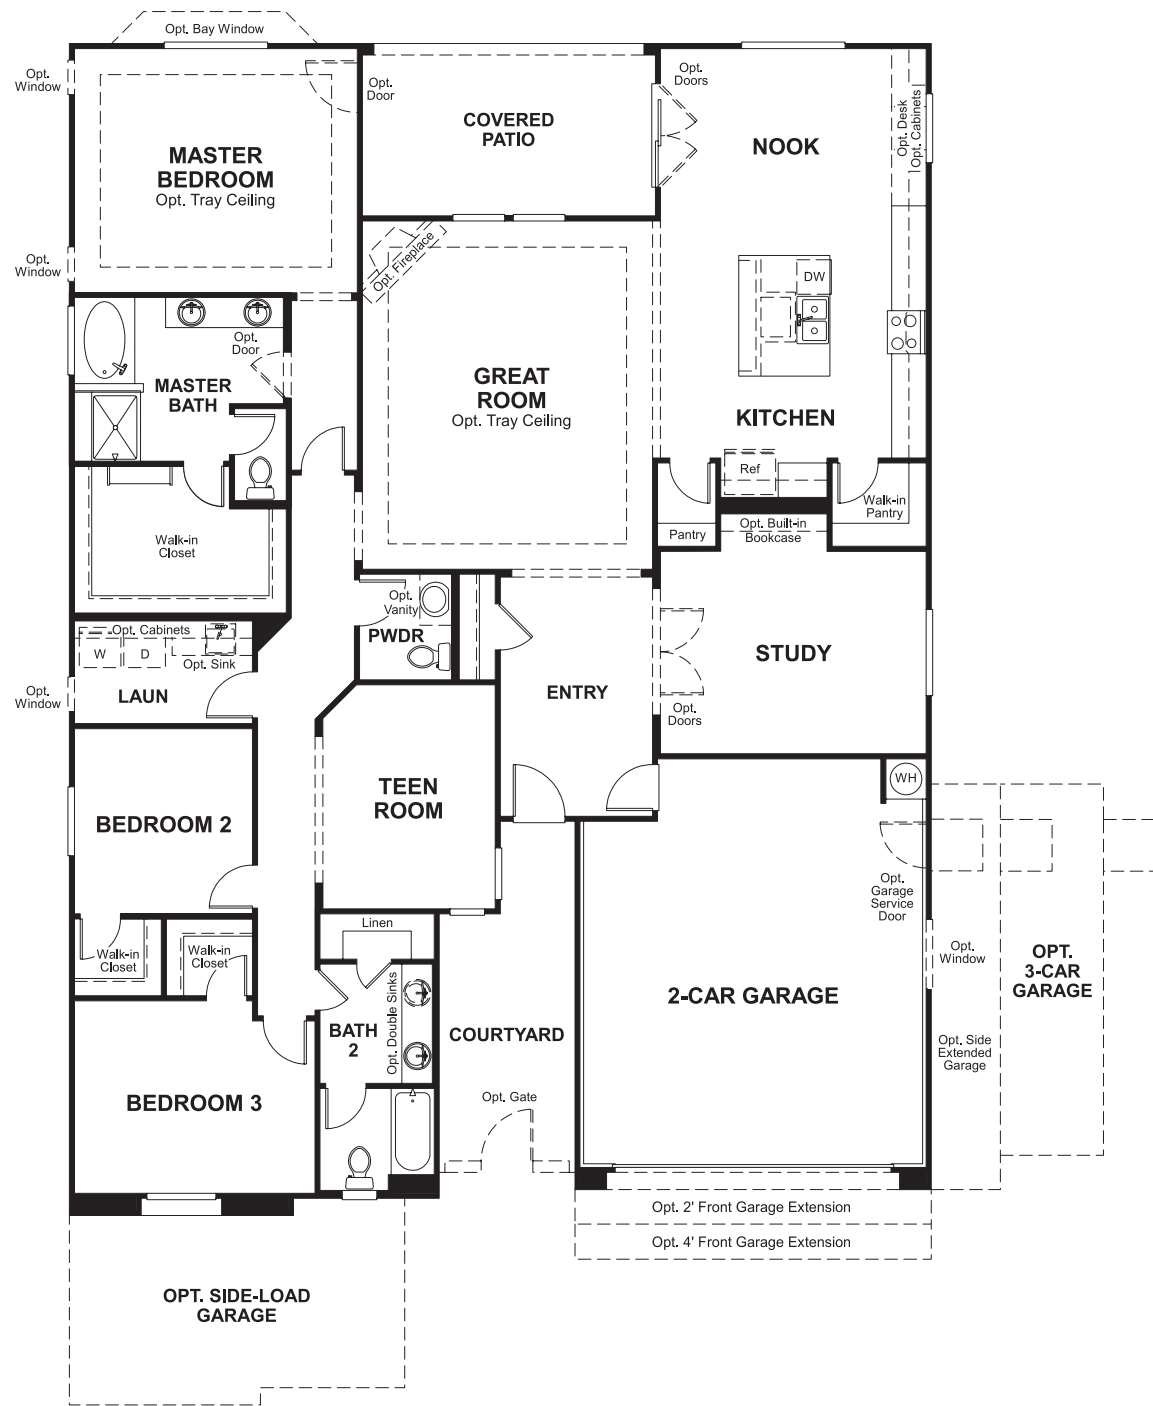 Opt. Bay Window
Opt.
Window
Opt.
Door
COVERED
PATIO
Opt.
Doors
NOOK
Opt. Desk
Opt. Cabinets
MASTER
BEDROOM
Opt. Tray Ceiling
Opt.
Window
Opt. Fireplace
DW
Opt.
Door
MASTER
BATH
GREAT
ROOM
Opt. Tray Ceiling
KITCHEN
Ref
Walk-in
Pantry
Pantry
Opt. Built-in
Bookcase
Walk-in
Closet
Opt.
Vanity
PWDR
Opt. Cabinets
W
D
Opt. Sink
LAUN
Opt.
Window
ENTRY
STUDY
Opt.
Doors
WH
TEEN
ROOM
BEDROOM 2
Opt.
Garage
Service
Door
Linen
Walk-in
Closet
Walk-in
Closet
Opt.
Window
OPT.
3-CAR
GARAGE
2-CAR GARAGE
Opt. Double Sinks
BATH
2
COURTYARD
Opt. Side
Extended
Garage
BEDROOM 3
Opt. Gate
Opt. 2' Front Garage Extension
Opt. 4' Front Garage Extension
OPT. SIDE-LOAD
GARAGE